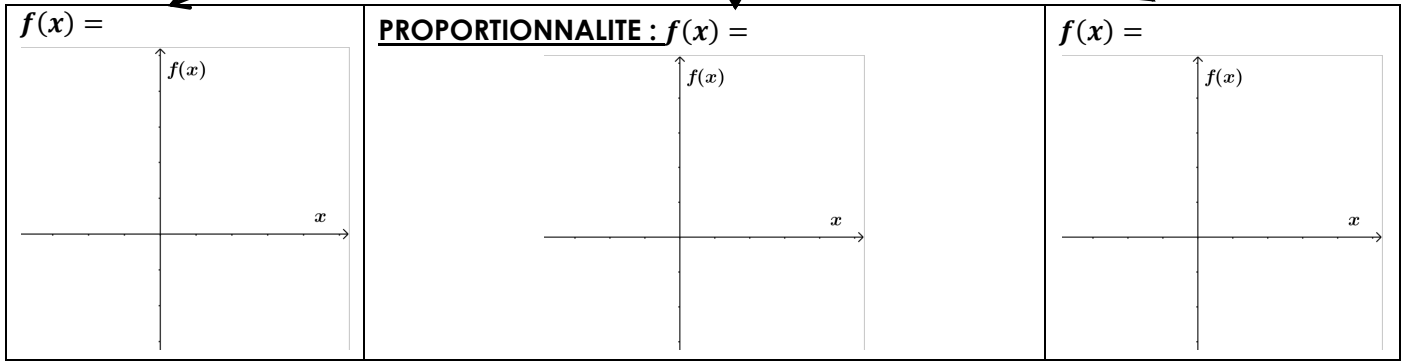 f(x) =
f(x)
x
PROPORTIONNALITE : f(x) =
f(x)
x
f(x) =
f(x)
x